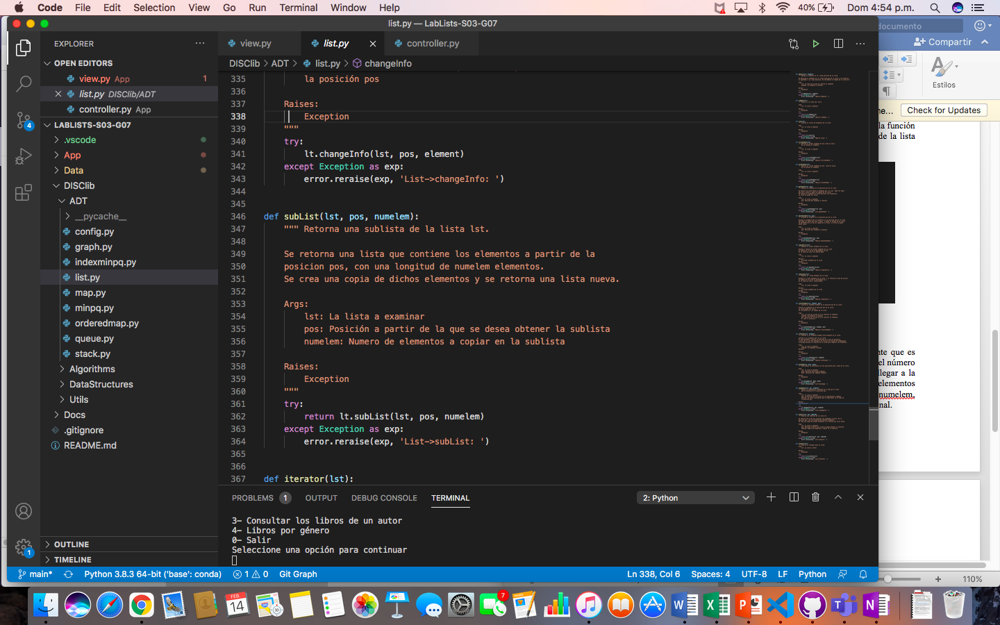 Code File Edit Selection View Go Run Terminal Window Help 40% Dom 4:54 p.m.
list.py — LabLists-S03-G07
documento
Compartir
EXPLORER
view.py list.py controller.py
Estilos
OPEN EDITORS
DISClib > ADT > list.py > changeInfo
view.py App 1
list.py DISClib/ADT
controller.py App
Check for Updates
LABLISTS-S03-G07
.vscode
App
Data
DISClib
ADT
__pycache__
config.py
graph.py
indexminpq.py
list.py
map.py
minpq.py
orderedmap.py
queue.py
stack.py
Algorithms
DataStructures
Utils
Docs
.gitignore
README.md
OUTLINE
TIMELINE
4
1
335 la posición pos
336
337 Raises:
338 Exception
339 """
340 try:
341 lt.changeInfo(lst, pos, element)
342 except Exception as exp:
343 error.reraise(exp, 'List->changeInfo: ')
344
345
346 def subList(lst, pos, numelem):
347 """ Retorna una sublista de la lista lst.
348
349 Se retorna una lista que contiene los elementos a partir de la
350 posicion pos, con una longitud de numelem elementos.
351 Se crea una copia de dichos elementos y se retorna una lista nueva.
352
353 Args:
354 lst: La lista a examinar
355 pos: Posición a partir de la que se desea obtener la sublista
356 numelem: Numero de elementos a copiar en la sublista
357
358 Raises:
359 Exception
360 """
361 try:
362 return lt.subList(lst, pos, numelem)
363 except Exception as exp:
364 error.reraise(exp, 'List->subList: ')
365
366
367 def iterator(lst):
la función
de la lista
nte que es
el número
llegar a la
elementos
numelem,
nal.
PROBLEMS 1 OUTPUT DEBUG CONSOLE TERMINAL 2: Python
3- Consultar los libros de un autor
4- Libros por género
0- Salir
Seleccione una opción para continuar
main* Python 3.8.3 64-bit ('base': conda) 1 0 Git Graph Ln 338, Col 6 Spaces: 4 UTF-8 LF Python
110%
FEB. 14
7